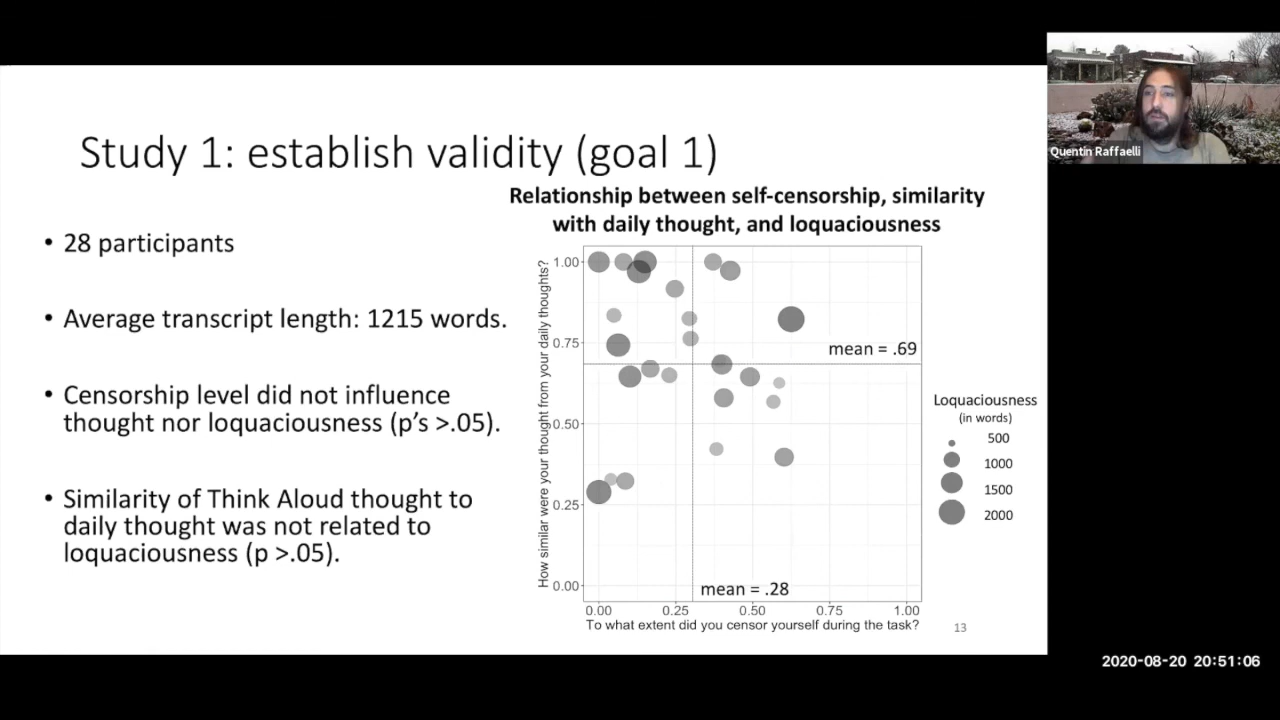 Study 1: establish validity (goal 1)
• 28 participants
• Average transcript length: 1215 words.
• Censorship level did not influence
thought nor loquaciousness (p’s >.05).
• Similarity of Think Aloud thought to
daily thought was not related to
loquaciousness (p >.05).
Relationship between self-censorship, similarity
with daily thought, and loquaciousness
How similar were your thought from your daily thoughts?
1.00
0.75
0.50
0.25
0.00
mean = .69
mean = .28
0.00 0.25 0.50 0.75 1.00
To what extent did you censor yourself during the task?
Loquaciousness
(in words)
500
1000
1500
2000
13
Quentin Raffaelli
2020-08-20 20:51:06